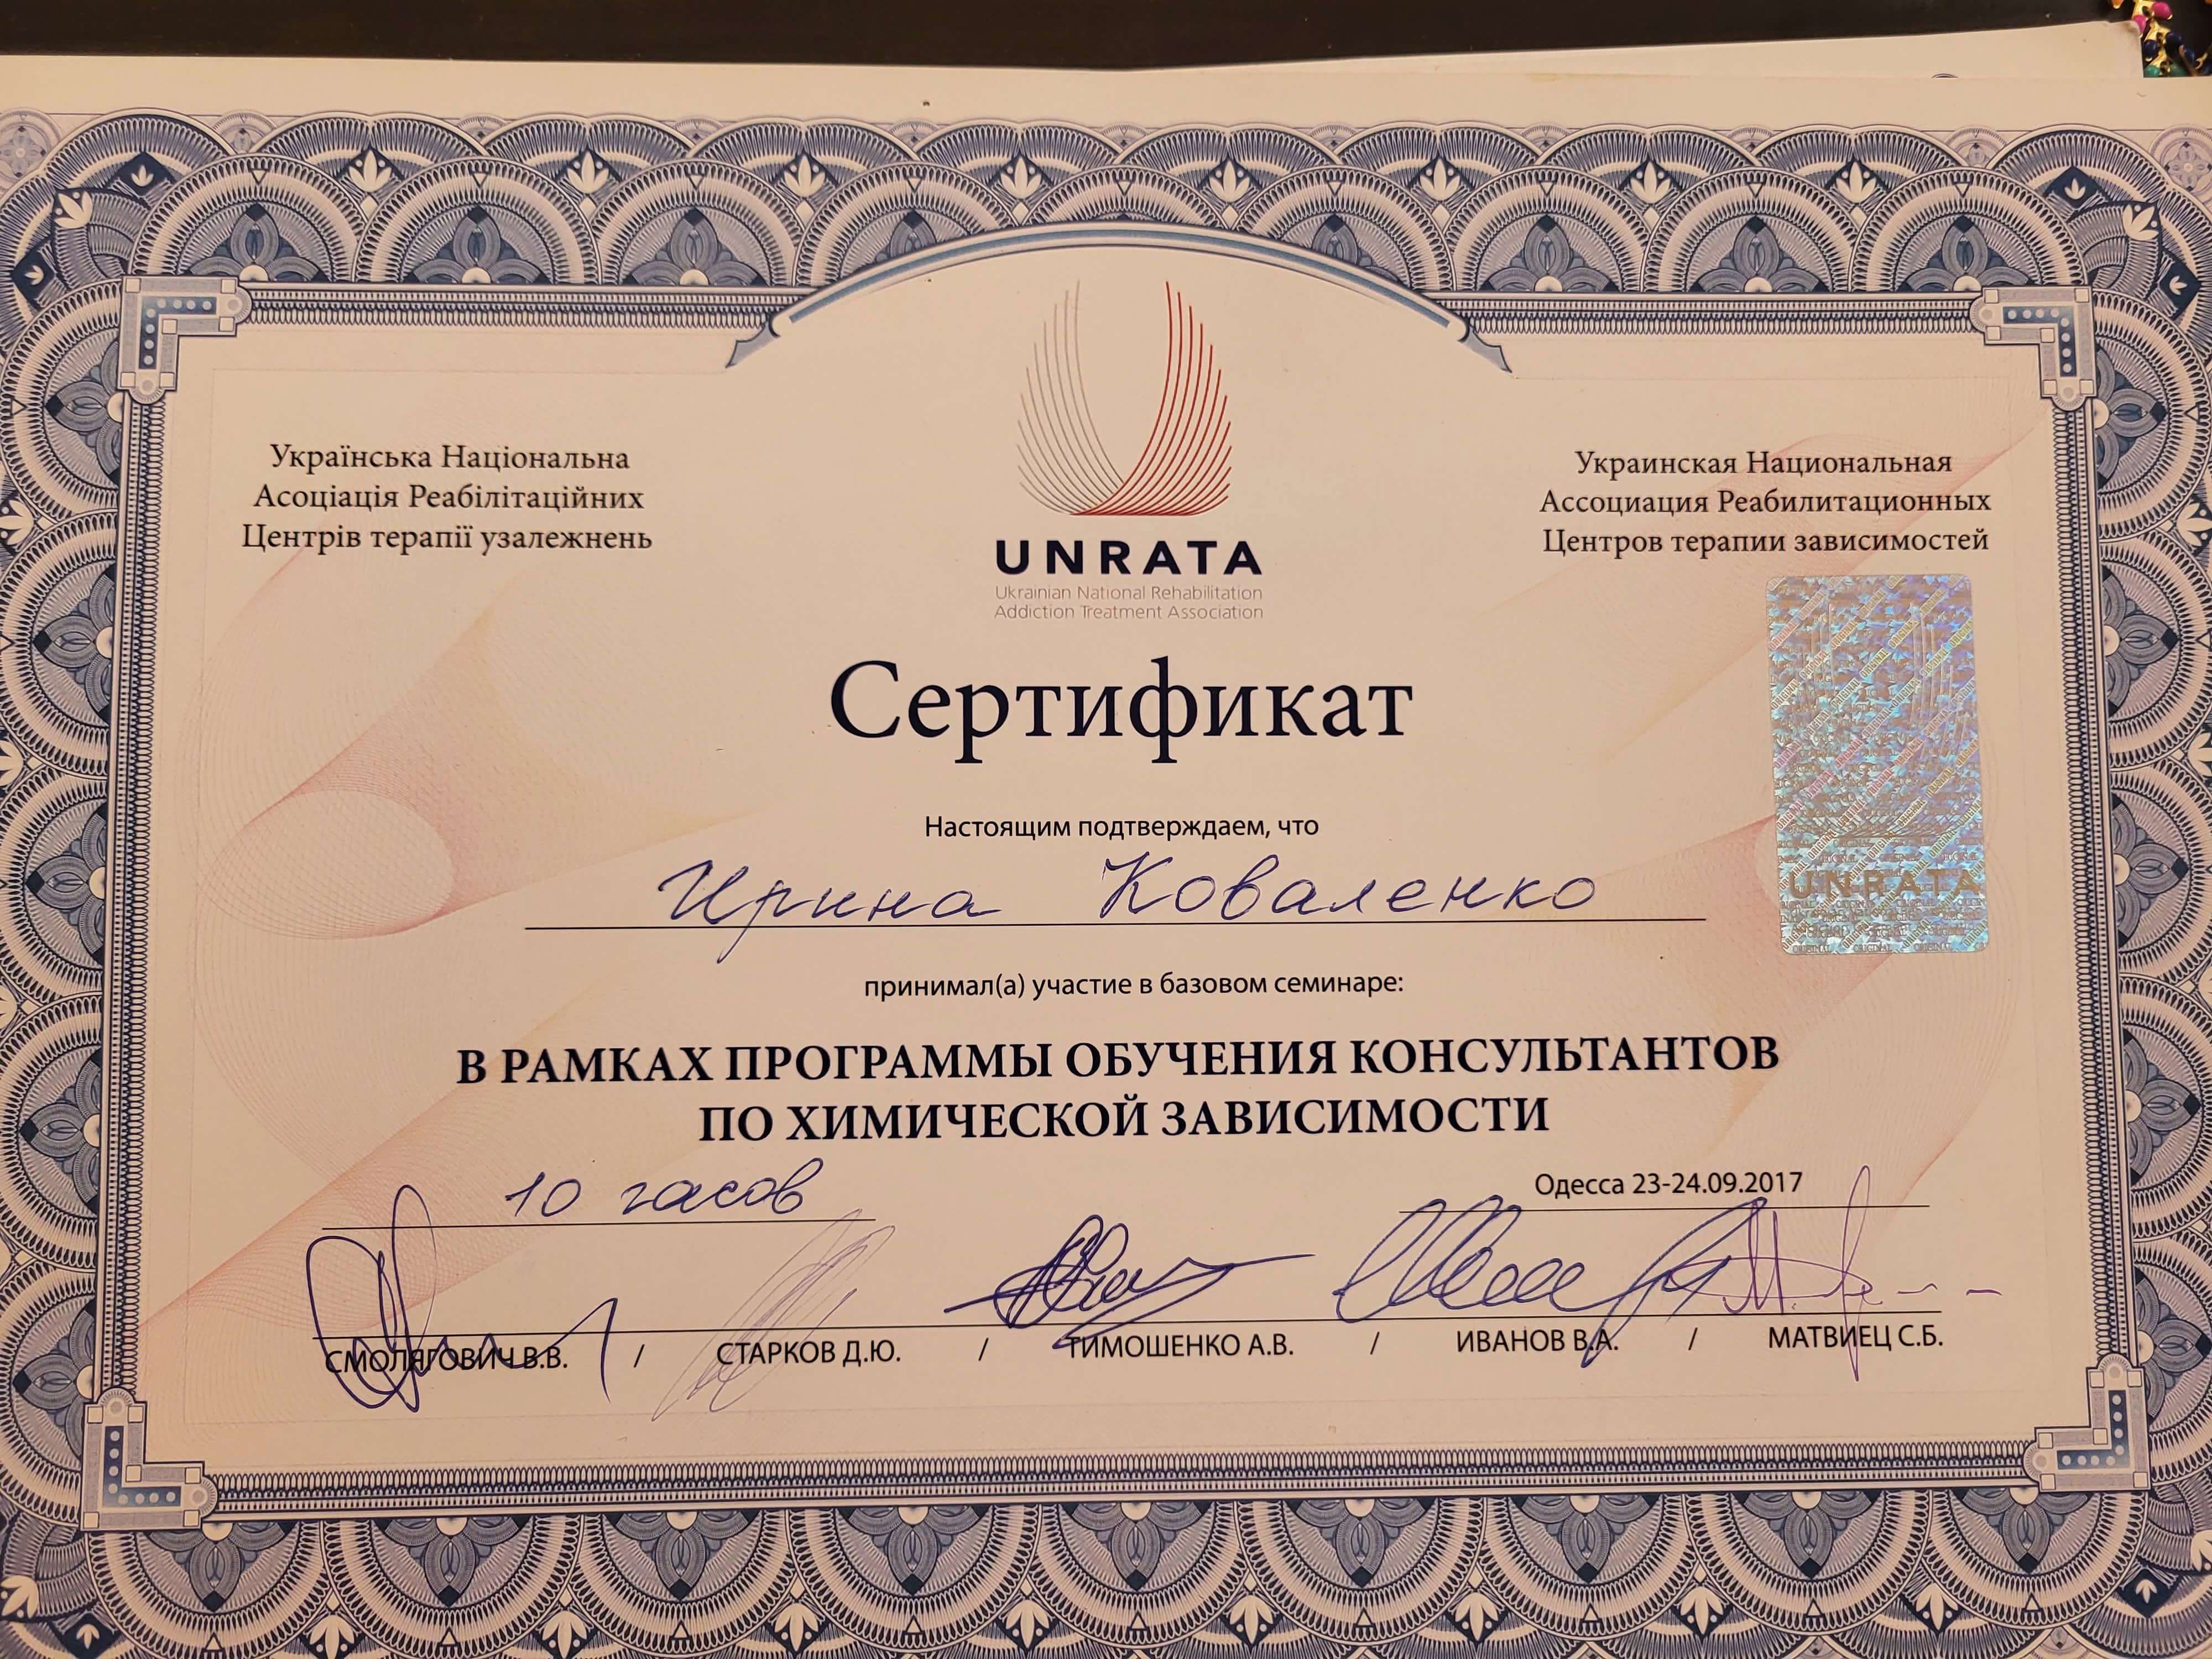 Українська Національна
Асоціація Реабілітаційних
Центрів терапії узалежнень
UNRATA
Ukrainian National Rehabilitation
Addiction Treatment Association
Украинская Национальная
Ассоциация Реабилитационных
Центров терапии зависимостей
Сертификат
Настоящим подтверждаем, что
Ирина Коваленко
UNRATA
принимал(а) участие в базовом семинаре:
В РАМКАХ ПРОГРАММЫ ОБУЧЕНИЯ КОНСУЛЬТАНТОВ
ПО ХИМИЧЕСКОЙ ЗАВИСИМОСТИ
10 часов
Одесса 23-24.09.2017
СМОЛЯГОВИЧ В.В. / СТАРКОВ Д.Ю. / ТИМОШЕНКО А.В. / ИВАНОВ В.А. / МАТВИЕЦ С.Б.